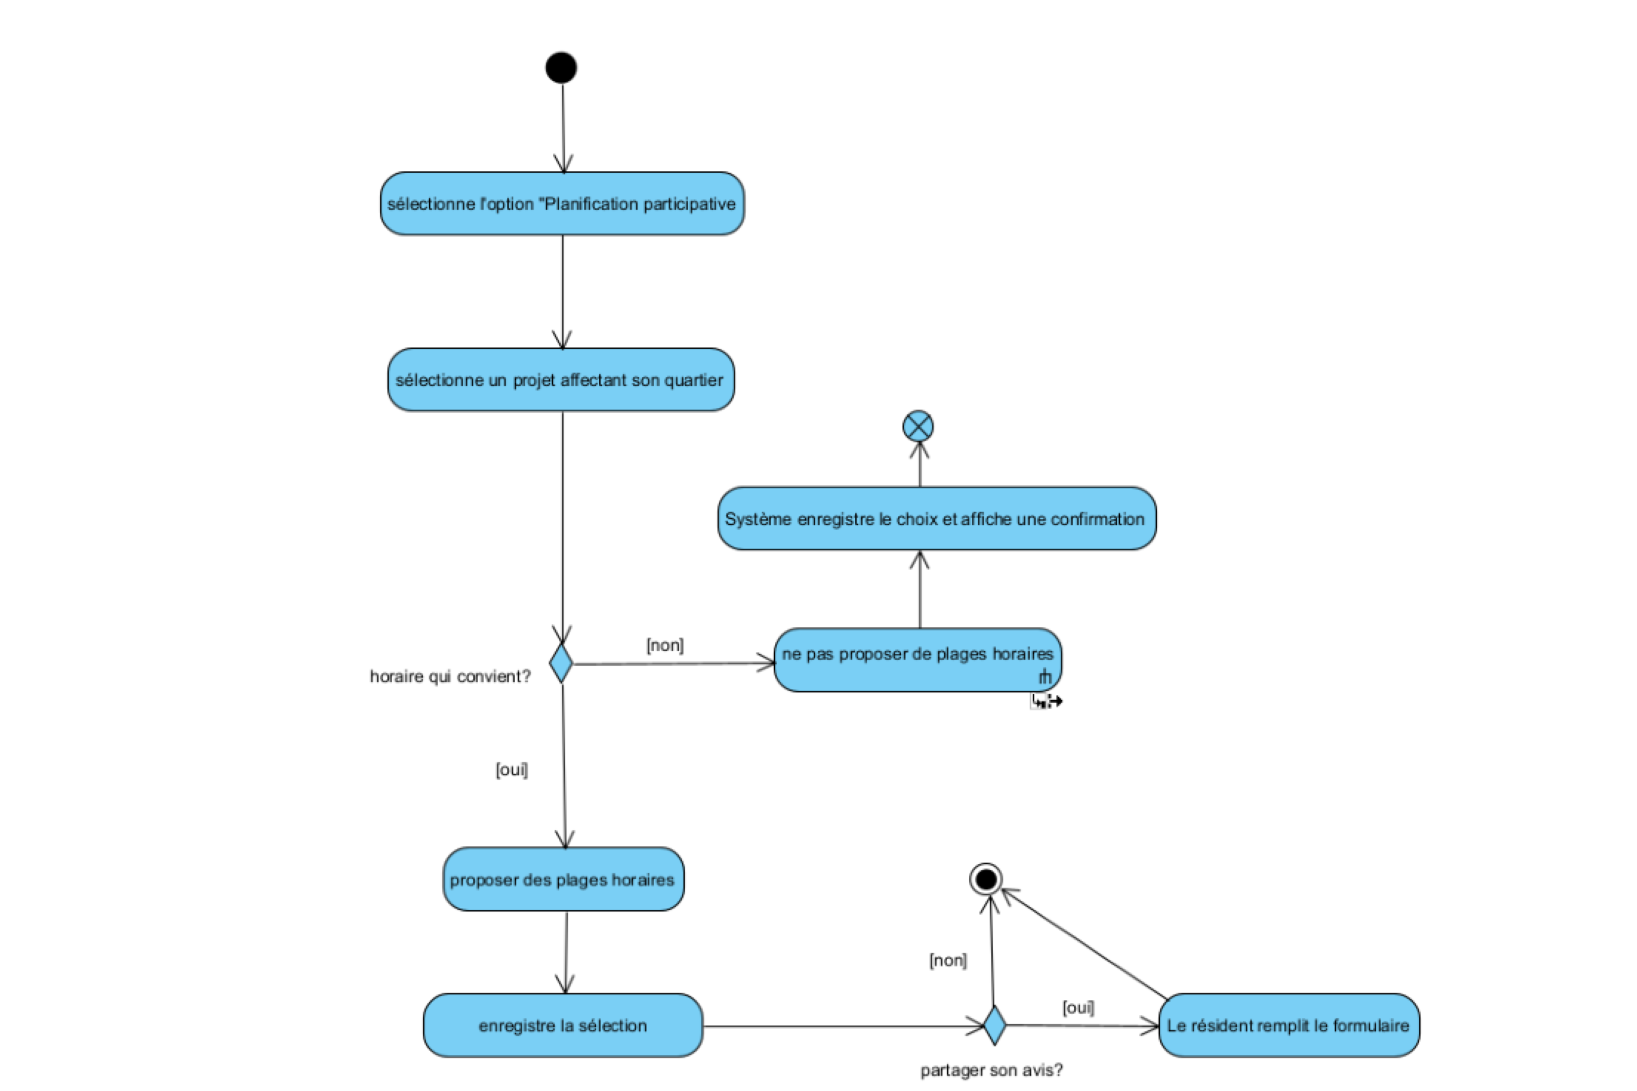 sélectionne l'option "Planification participative
sélectionne un projet affectant son quartier
Système enregistre le choix et affiche une confirmation
[non]
ne pas proposer de plages horaires
horaire qui convient?
[oui]
proposer des plages horaires
[non]
[oui]
enregistre la sélection
Le résident remplit le formulaire
partager son avis?